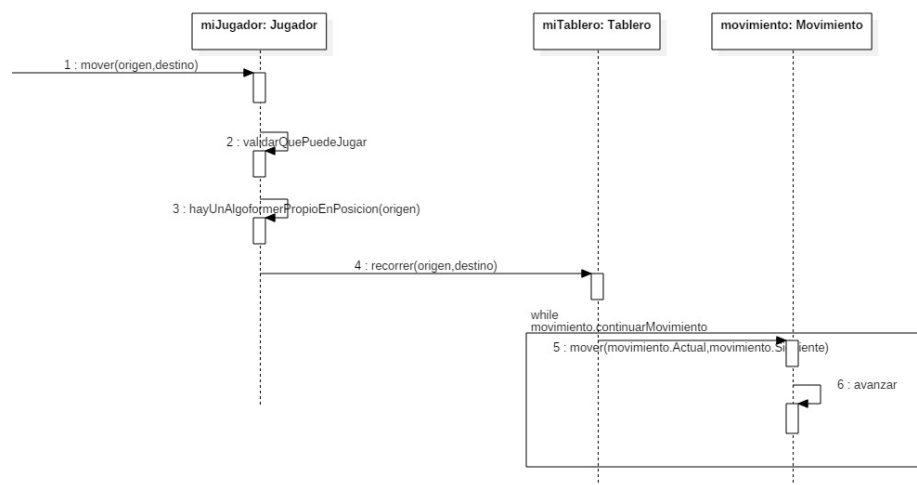 miJugador: Jugador
miTablero: Tablero
movimiento: Movimiento
1 : mover(origen,destino)
2 : validarQuePuedeJugar
3 : hayUnAlgoformerPropioEnPosicion(origen)
4 : recorrer(origen,destino)
while
movimiento.continuarMovimiento
5 : mover(movimiento.Actual,movimiento.Siguiente)
6 : avanzar